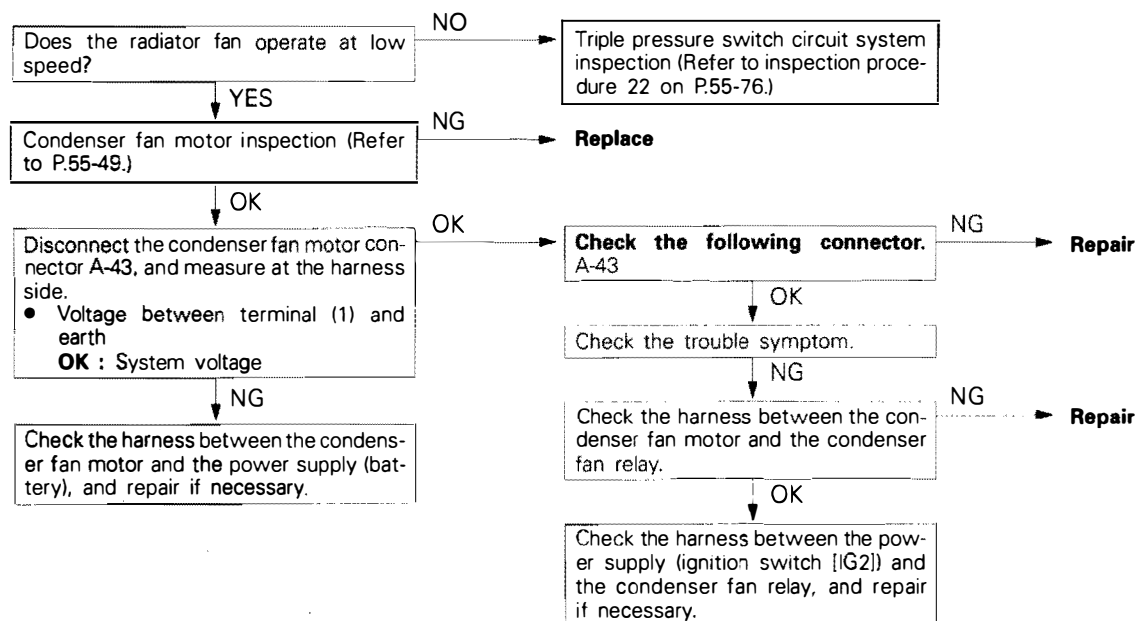 Does the radiator fan operate at low
speed?
NO
Triple pressure switch circuit system
inspection (Refer to inspection proce-
dure 22 on P.55-76.)
YES
Condenser fan motor inspection (Refer
to P.55-49.)
NG
Replace
OK
Disconnect the condenser fan motor con-
nector A-43, and measure at the harness
side.
● Voltage between terminal (1) and
earth
OK : System voltage
OK
Check the following connector.
A-43
NG
Repair
OK
Check the trouble symptom.
NG
Check the harness between the con-
denser fan motor and the condenser
fan relay.
NG
Repair
OK
Check the harness between the pow-
er supply (ignition switch [IG2]) and
the condenser fan relay, and repair
if necessary.
NG
Check the harness between the condens-
er fan motor and the power supply (bat-
tery), and repair if necessary.